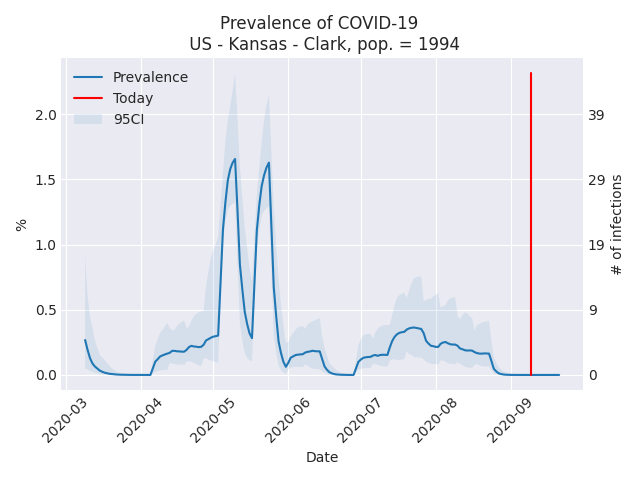 Prevalence of COVID-19
US - Kansas - Clark, pop. = 1994
Prevalence
Today
95CI
2.0
1.5
1.0
0.5
0.0
%
39
29
19
9
0
# of infections
2020-03
2020-04
2020-05
2020-06
2020-07
2020-08
2020-09
Date